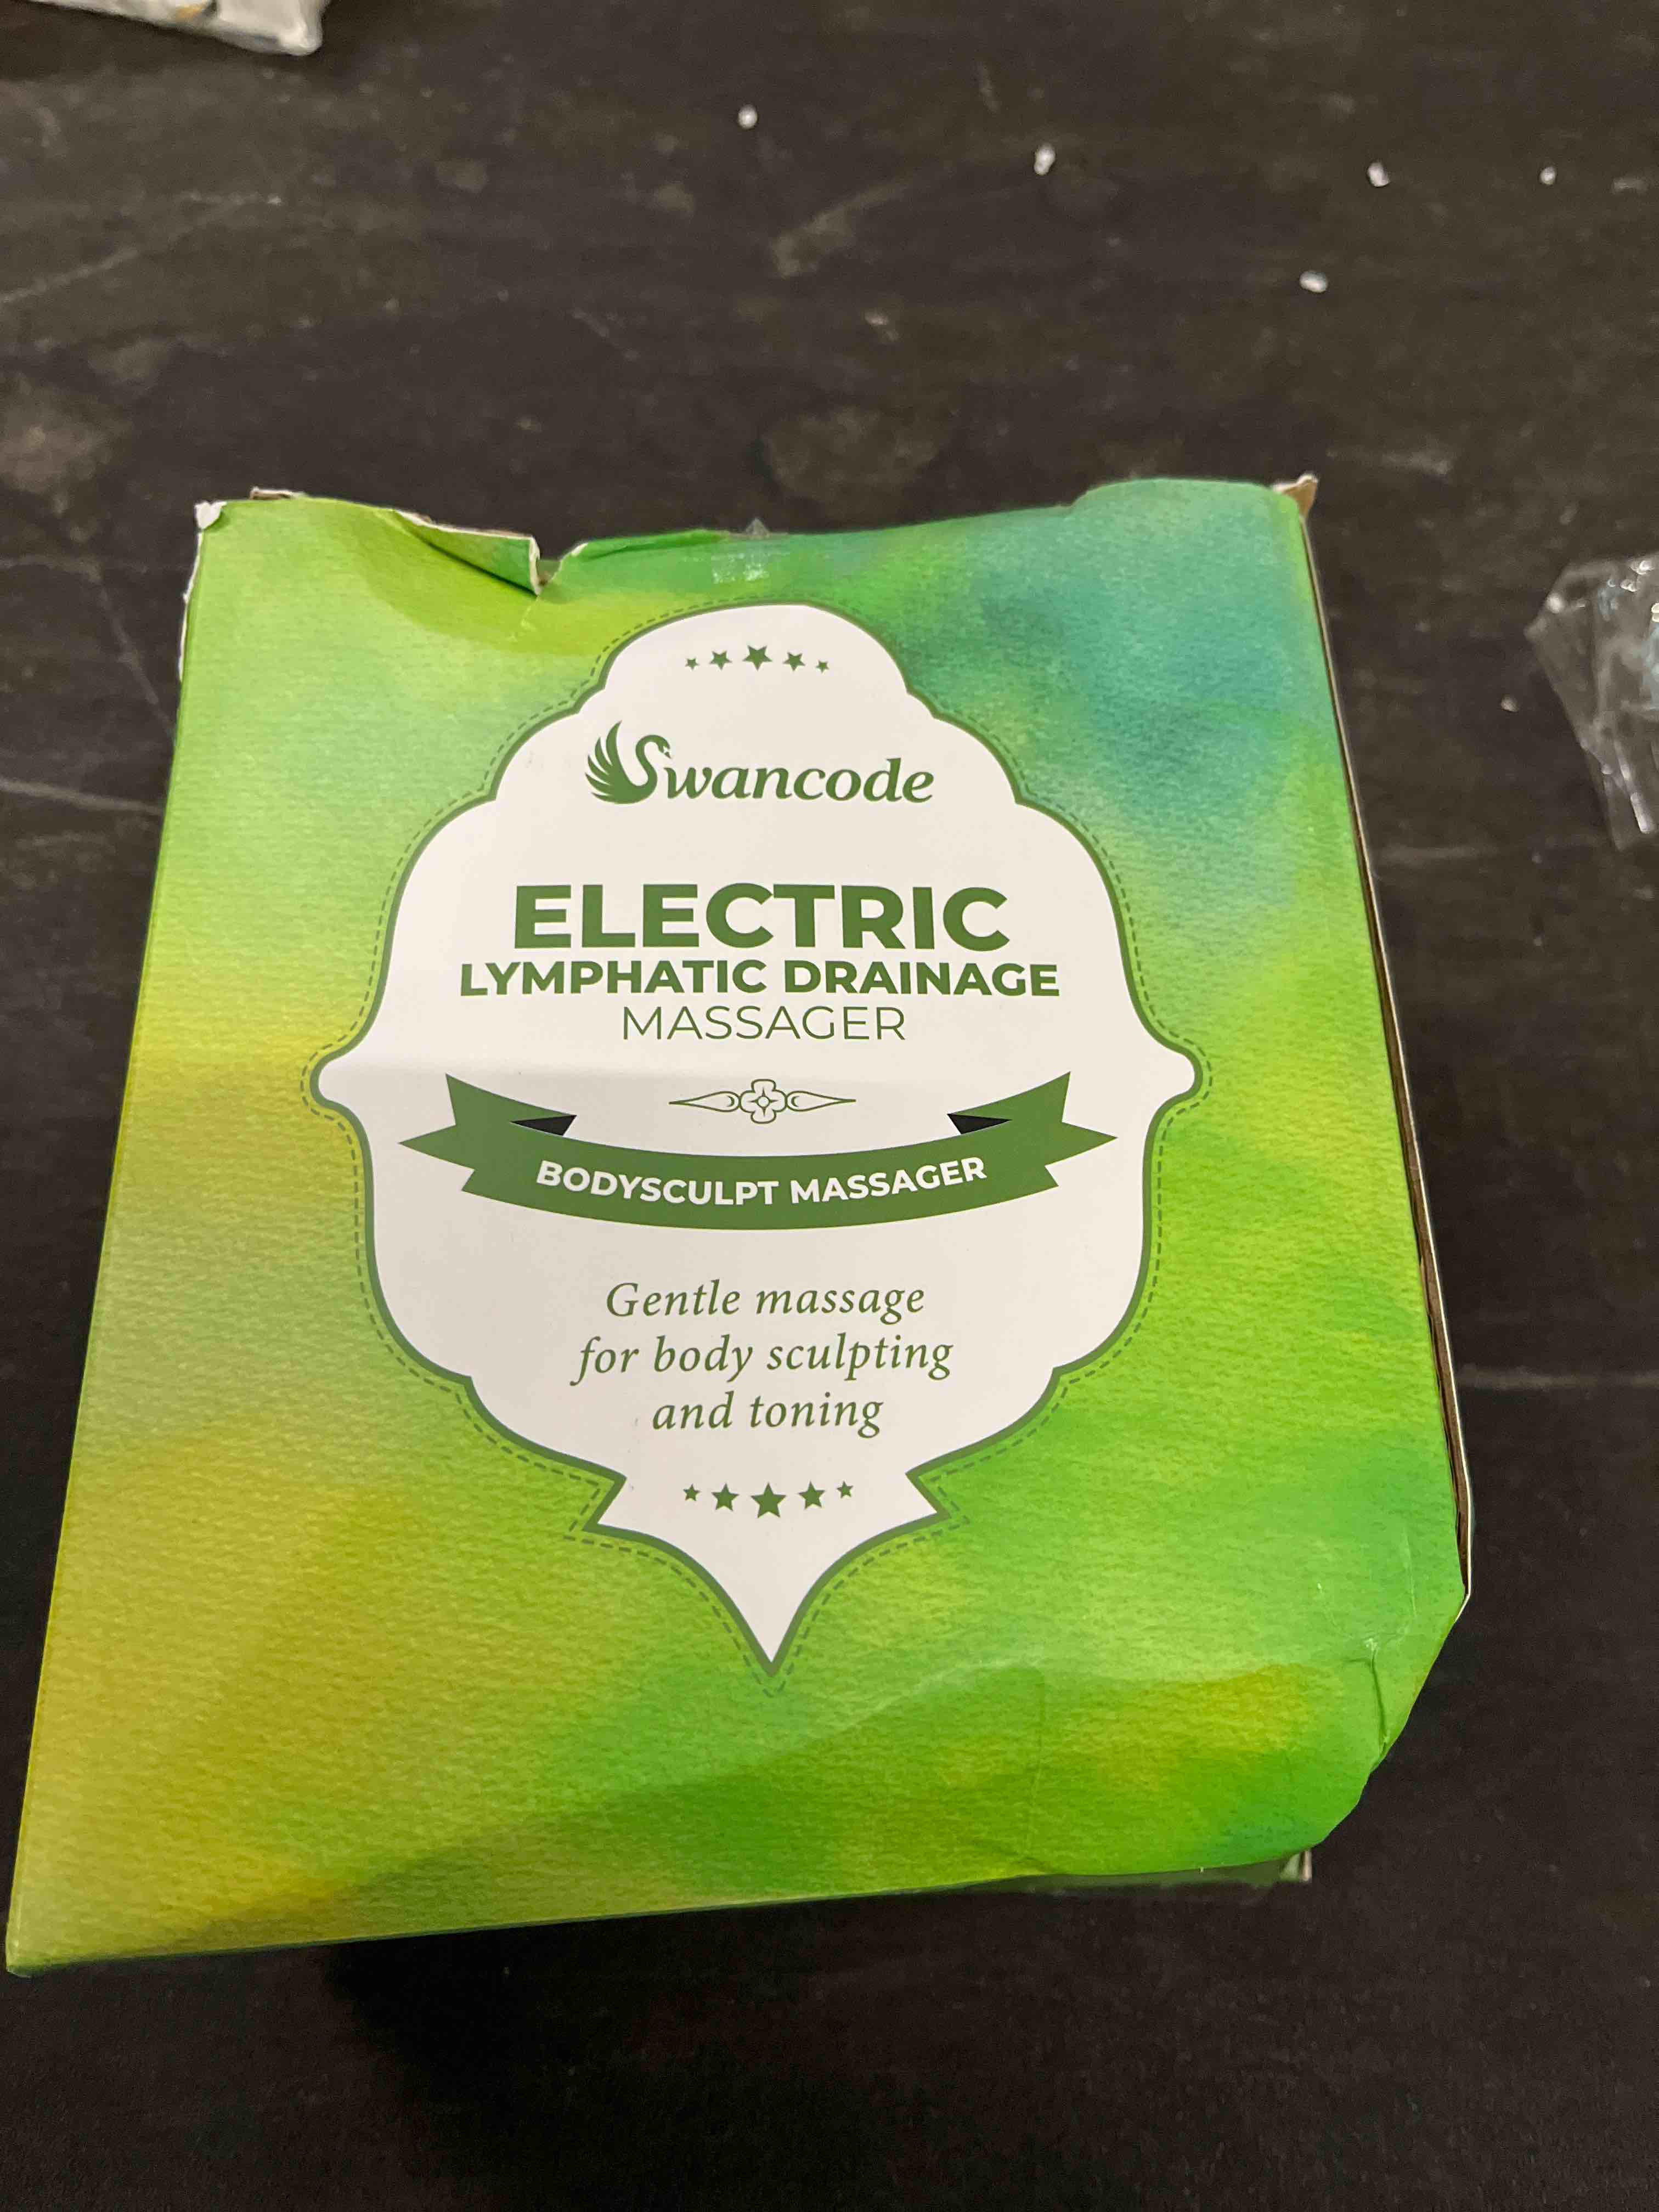 Swancode
ELECTRIC
LYMPHATIC DRAINAGE
MASSAGER
BODYSCULPT MASSAGER
Gentle massage
for body sculpting
and toning